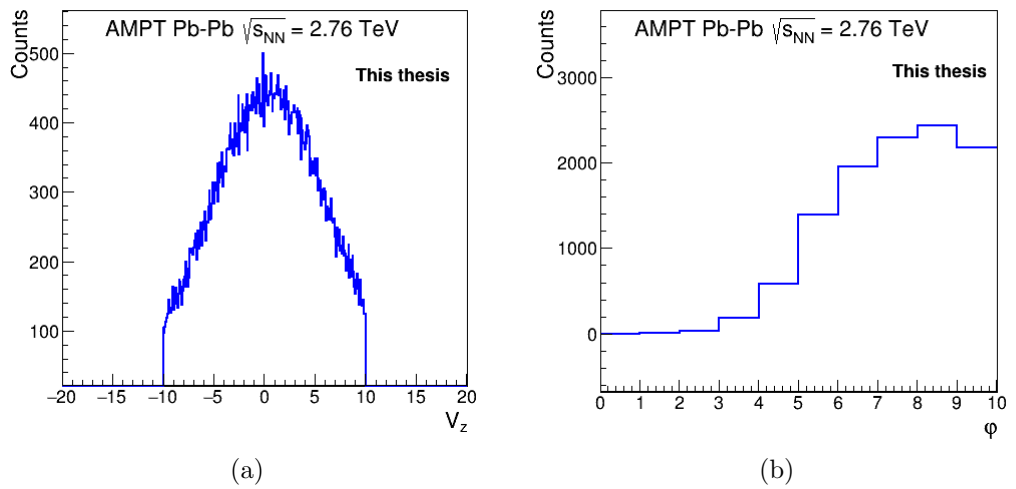 AMPT Pb-Pb √sNN = 2.76 TeV
This thesis
Counts
500
400
300
200
100
−20 −15 −10 −5 0 5 10 15 20
Vz
(a)
AMPT Pb-Pb √sNN = 2.76 TeV
This thesis
Counts
3000
2000
1000
0
0 1 2 3 4 5 6 7 8 9 10
φ
(b)